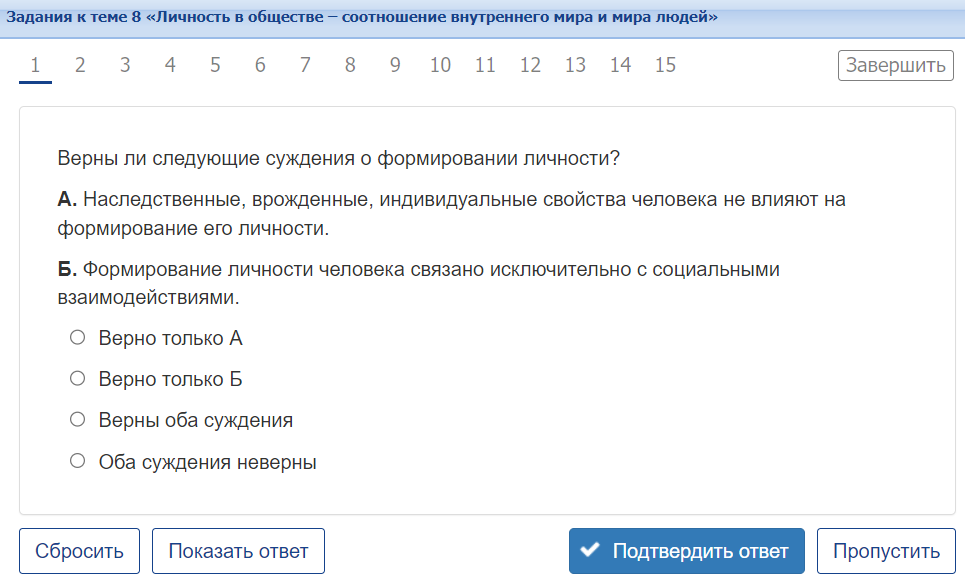 Задания к теме 8 «Личность в обществе – соотношение внутреннего мира и мира людей»
1 2 3 4 5 6 7 8 9 10 11 12 13 14 15 Завершить
Верны ли следующие суждения о формировании личности?
А. Наследственные, врожденные, индивидуальные свойства человека не влияют на
формирование его личности.
Б. Формирование личности человека связано исключительно с социальными
взаимодействиями.
Верно только А
Верно только Б
Верны оба суждения
Оба суждения неверны
Сбросить Показать ответ Подтвердить ответ Пропустить